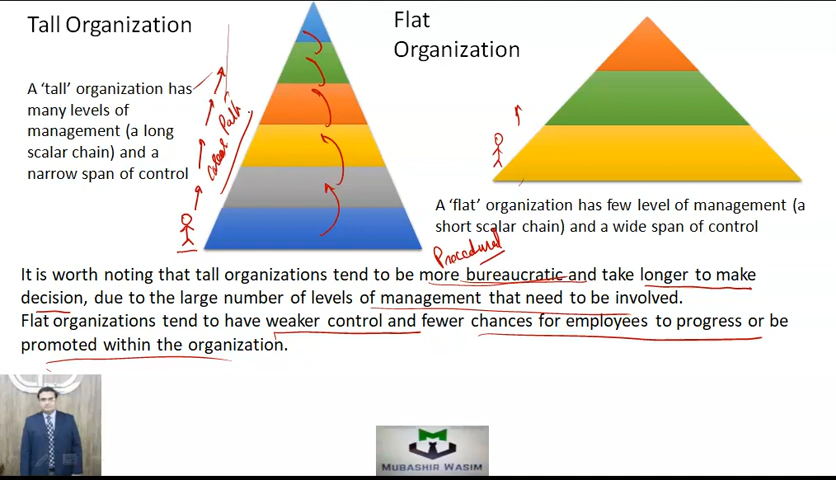 Tall Organization
Flat
Organization
A ‘tall’ organization has
many levels of
management (a long
scalar chain) and a
narrow span of control
Career Path
A ‘flat’ organization has few level of management (a
short scalar chain) and a wide span of control
Procedural
It is worth noting that tall organizations tend to be more bureaucratic and take longer to make
decision, due to the large number of levels of management that need to be involved.
Flat organizations tend to have weaker control and fewer chances for employees to progress or be
promoted within the organization.
MUBASHIR WASIM